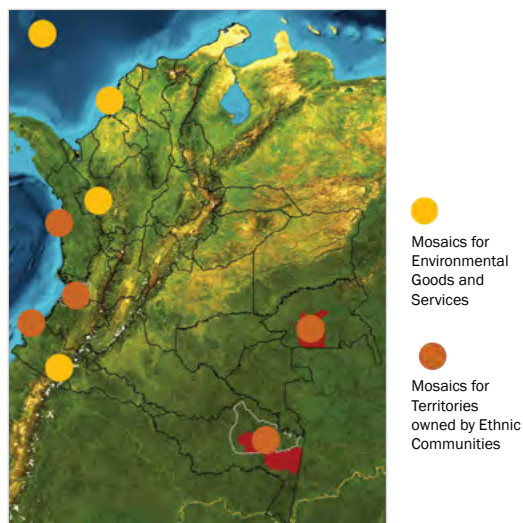 Mosaics for
Environmental
Goods and
Services
Mosaics for
Territories
owned by Ethnic
Communities